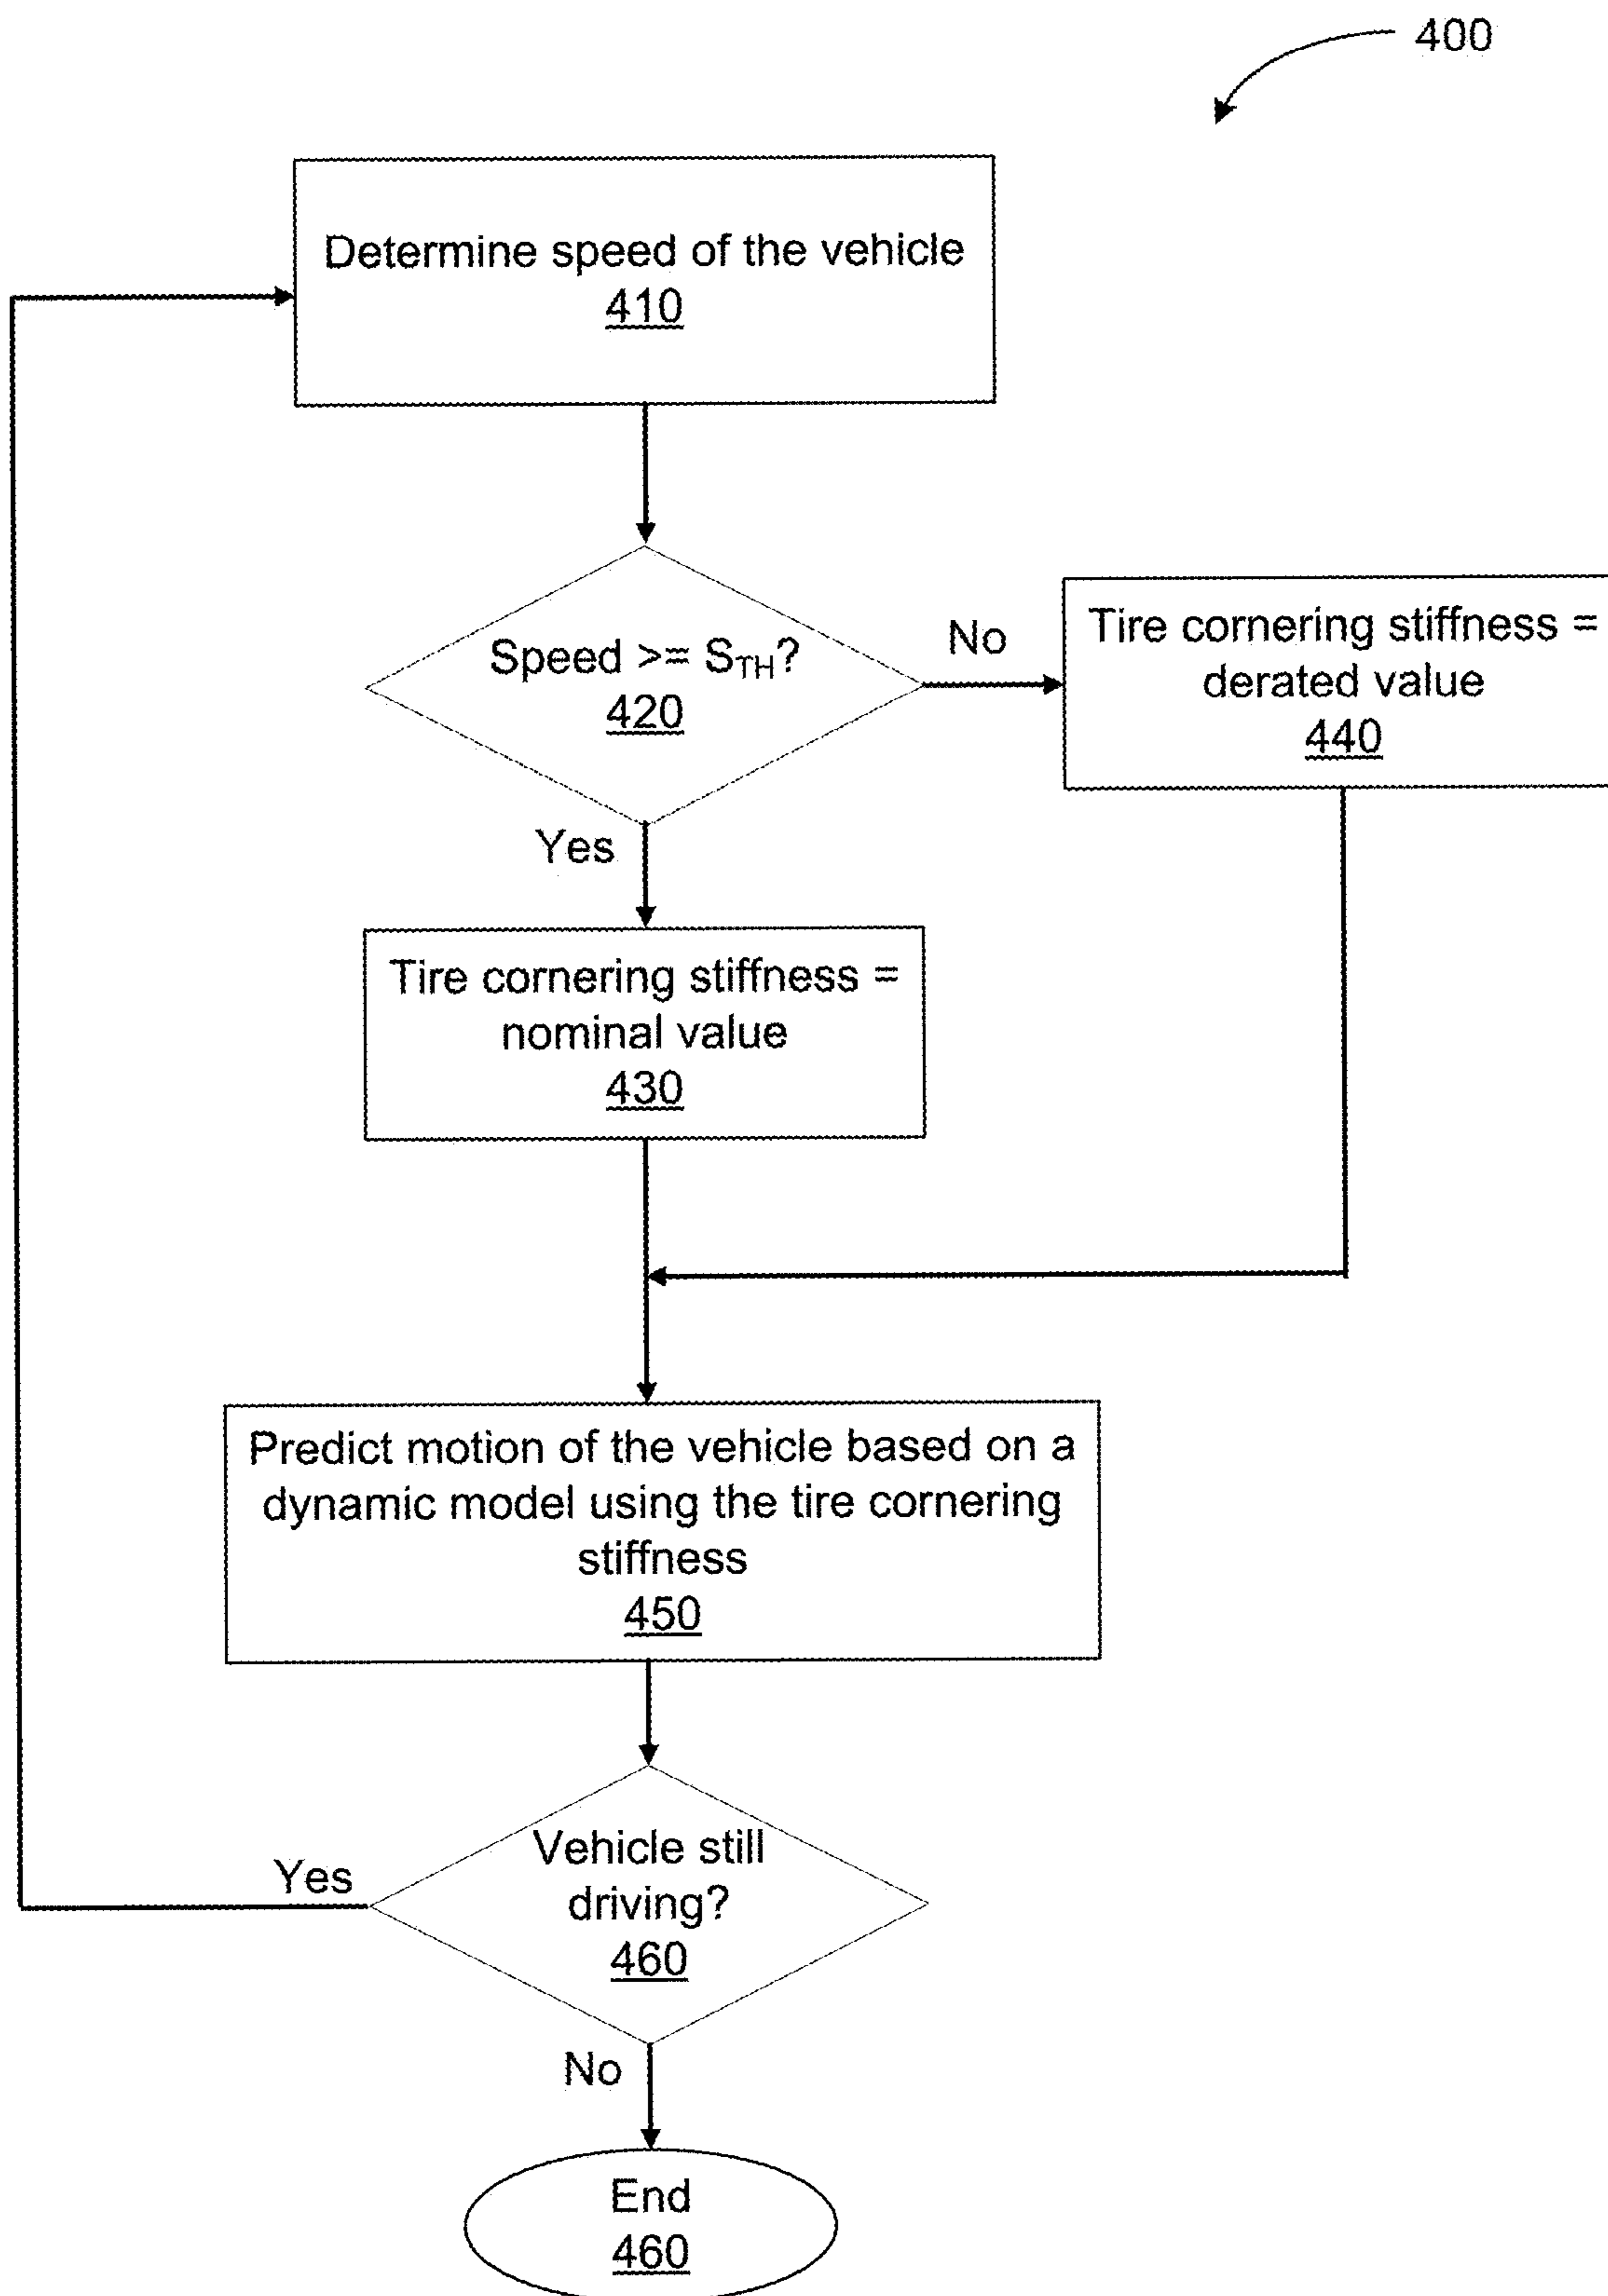 400
Determine speed of the vehicle
410
Speed >= STH?
420
No
Tire cornering stiffness =
derated value
440
Yes
Tire cornering stiffness =
nominal value
430
Predict motion of the vehicle based on a
dynamic model using the tire cornering
stiffness
450
Vehicle still
driving?
460
Yes
No
End
460